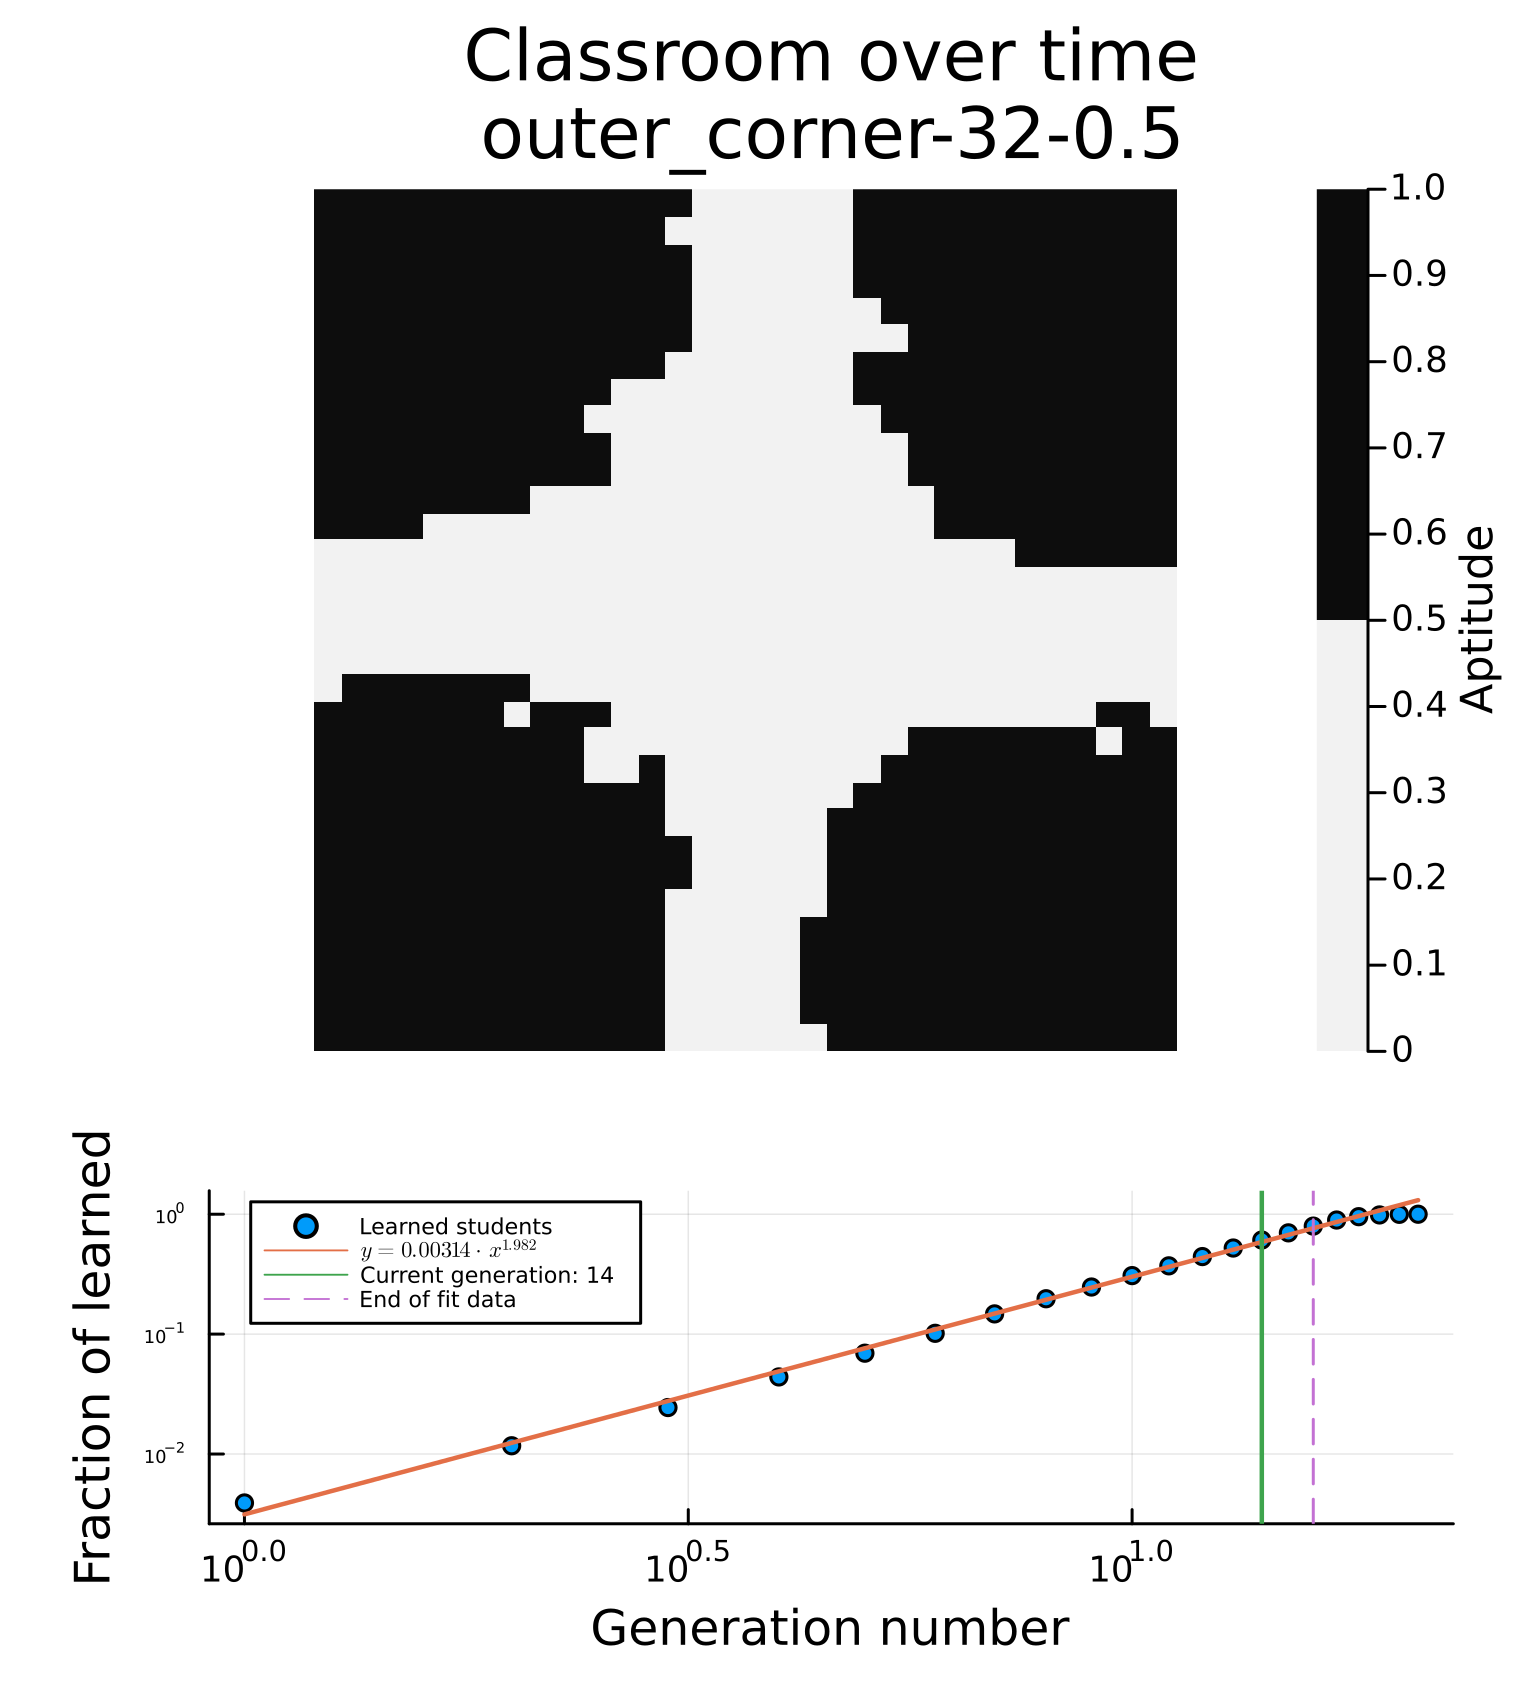 Classroom over time
outer_corner-32-0.5
1.0
0.9
0.8
0.7
0.6
0.5
0.4
0.3
0.2
0.1
0
Aptitude
Fraction of learned
10⁰
10⁻¹
10⁻²
Learned students
y = 0.00314 · x^1.982
Current generation: 14
End of fit data
10^0.0
10^0.5
10^1.0
Generation number